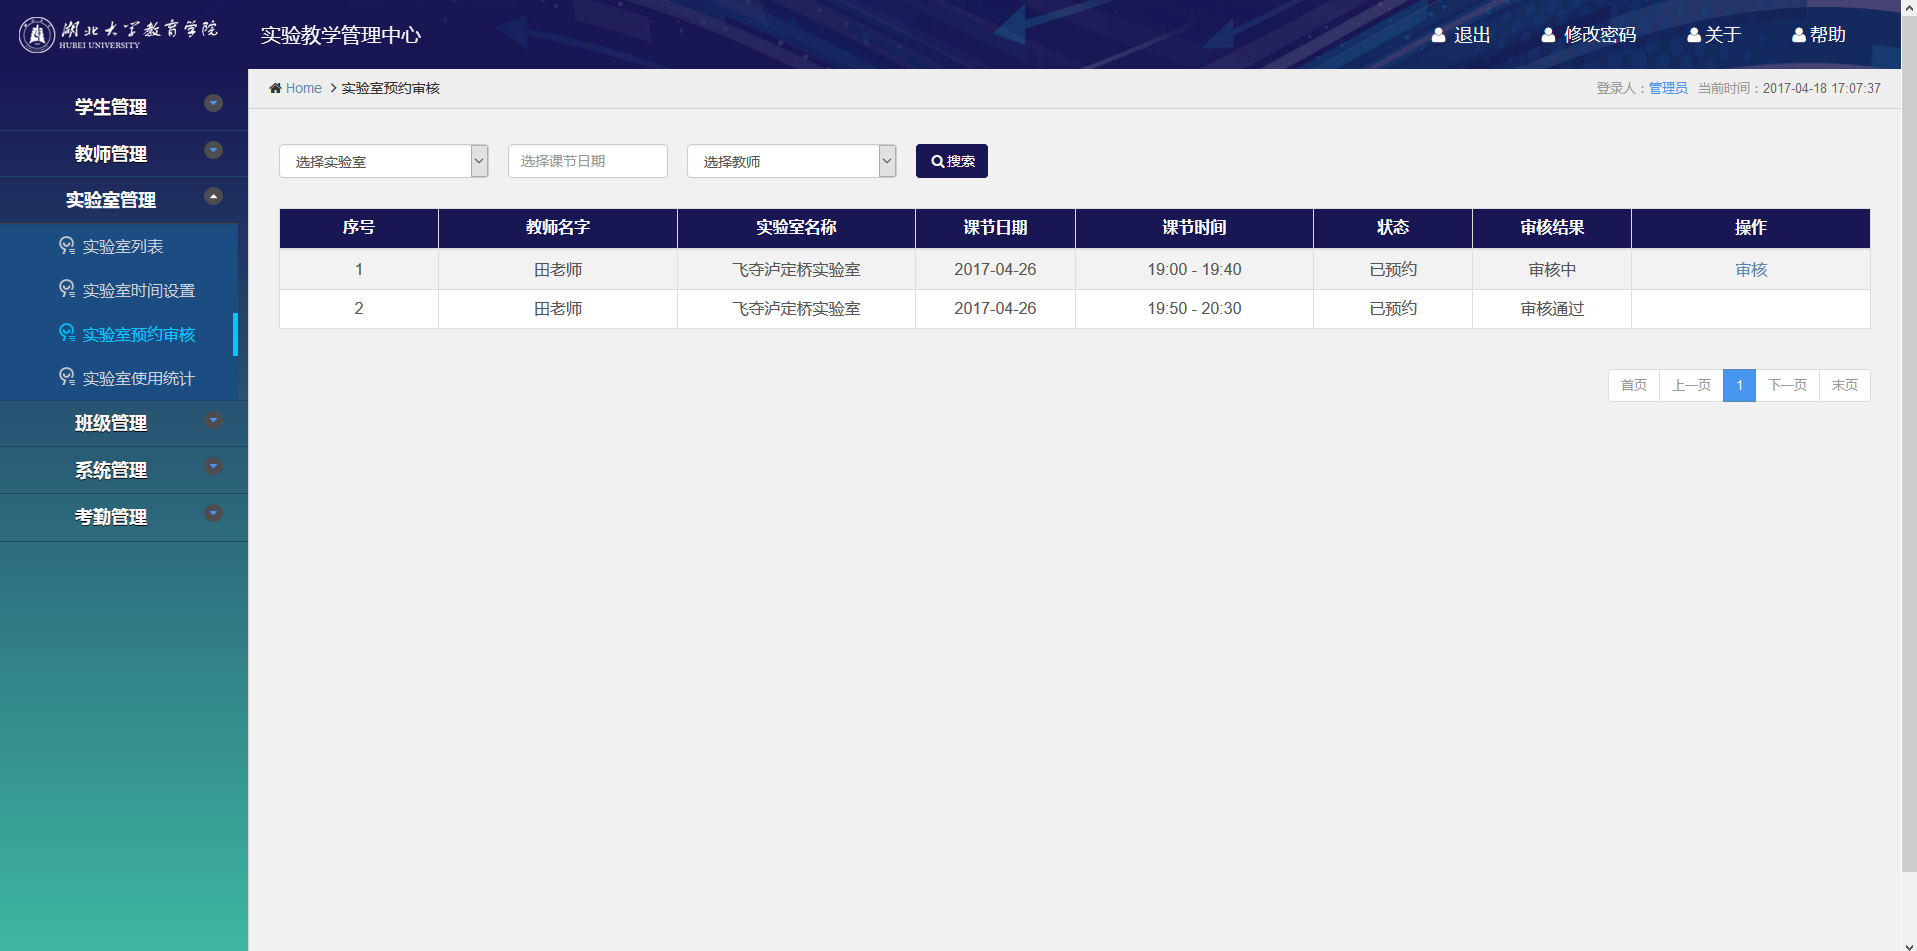 湖北大学教育学院
HUBEI UNIVERSITY
实验教学管理中心
退出 修改密码 关于 帮助
Home 实验室预约审核
登录人：管理员 当前时间：2017-04-18 17:07:37
学生管理
教师管理
实验室管理
实验室列表
实验室时间设置
实验室预约审核
实验室使用统计
班级管理
系统管理
考勤管理
选择实验室 选择课节日期 选择教师 搜索
序号 教师名字 实验室名称 课节日期 课节时间 状态 审核结果 操作
1 田老师 飞夺泸定桥实验室 2017-04-26 19:00 - 19:40 已预约 审核中 审核
2 田老师 飞夺泸定桥实验室 2017-04-26 19:50 - 20:30 已预约 审核通过
首页 上一页 1 下一页 末页